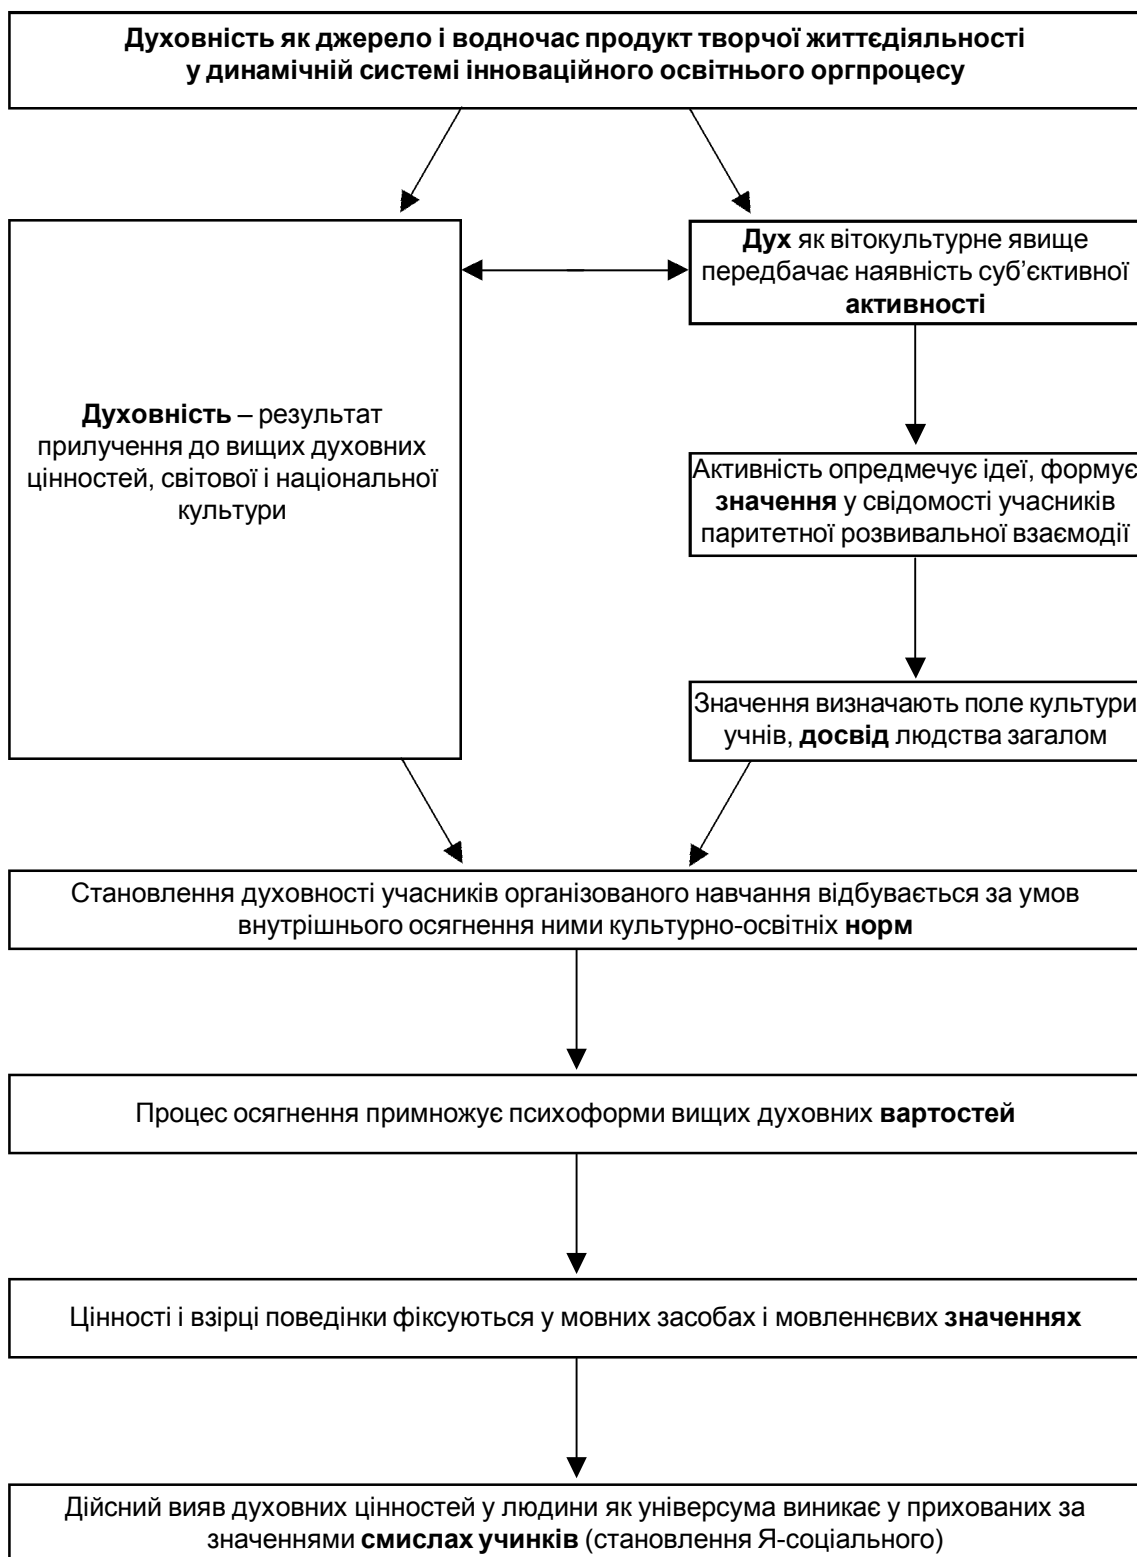 Духовність як джерело і водночас продукт творчої життєдіяльності
у динамічній системі інноваційного освітнього оргпроцесу
Духовність – результат
прилучення до вищих духовних
цінностей, світової і національної
культури
Дух як вітокультурне явище
передбачає наявність суб’єктивної
активності
Активність опредмечує ідеї, формує
значення у свідомості учасників
паритетної розвивальної взаємодії
Значення визначають поле культури
учнів, досвід людства загалом
Становлення духовності учасників організованого навчання відбувається за умов
внутрішнього осягнення ними культурно-освітніх норм
Процес осягнення примножує психоформи вищих духовних вартостей
Цінності і взірці поведінки фіксуються у мовних засобах і мовленнєвих значеннях
Дійсний вияв духовних цінностей у людини як універсума виникає у прихованих за
значеннями смислах учинків (становлення Я-соціального)